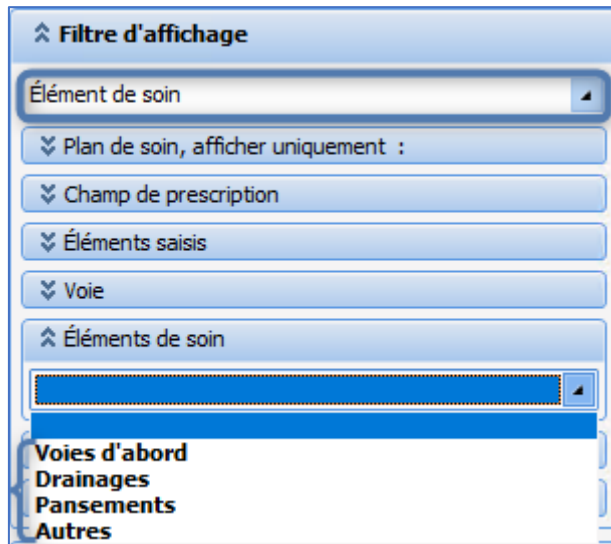 Filtre d'affichage
Élément de soin
Plan de soin, afficher uniquement :
Champ de prescription
Éléments saisis
Voie
Éléments de soin
Voies d'abord
Drainages
Pansements
Autres